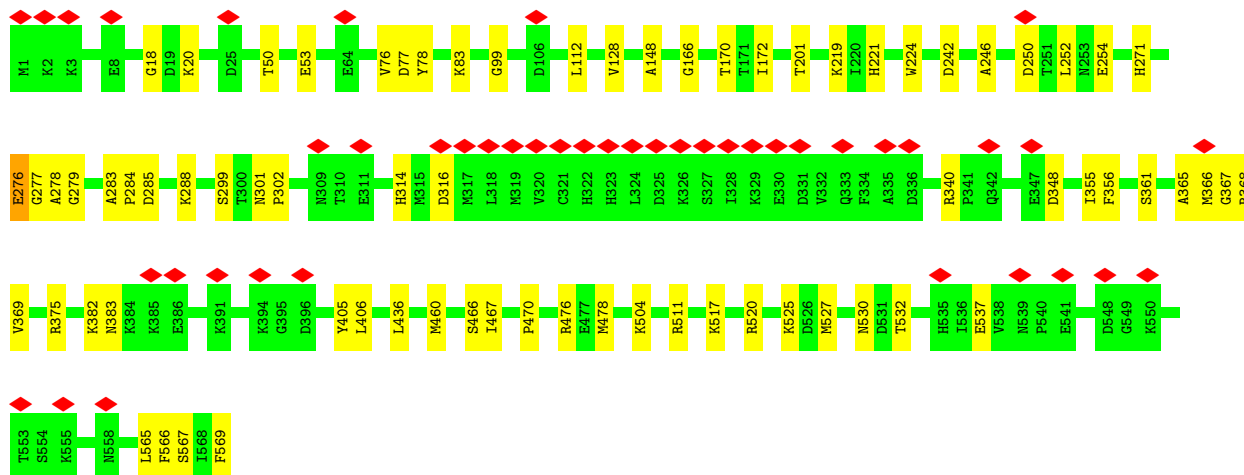 M1 K2 K3 E8 G18 D19 K20 D25 T50 E53 E64 V76 D77 Y78 K83 G99 D106 L112 V128 A148 G166 T170 T171 I172 T201 K219 I220 H221 W224 D242 A246 D250 T251 L252 N253 E254 H271
E276 G277 A278 G279 A283 P284 D285 K288 S299 T300 N301 P302 N309 T310 E311 H314 M315 D316 M317 L318 M319 V320 C321 H322 H323 L324 D325 K326 S327 I328 K329 E330 D331 V332 Q333 F334 A335 D336 R340 P341 Q342 E347 D348 I355 F356 S361 A365 M366 G367
V369 R375 K382 N383 K384 K385 E386 K391 K394 G395 D396 Y405 L406 L436 M460 S466 I467 P470 R476 E477 M478 K504 R511 K517 R520 K525 D526 M527 N530 D531 T532 H535 I536 E537 V538 N539 P540 E541 D548 G549 K550
T553 S554 K555 N558 L565 F566 S567 I568 F569